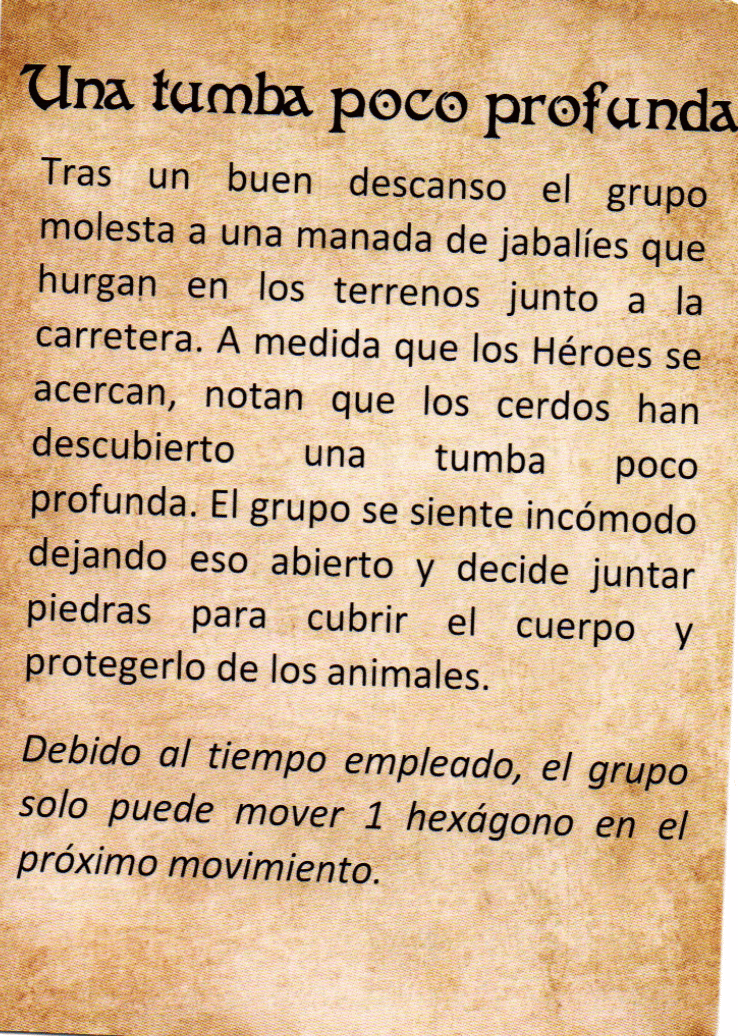 Una tumba poco profunda
Tras un buen descanso el grupo
molesta a una manada de jabalíes que
hurgan en los terrenos junto a la
carretera. A medida que los Héroes se
acercan, notan que los cerdos han
descubierto una tumba poco
profunda. El grupo se siente incómodo
dejando eso abierto y decide juntar
piedras para cubrir el cuerpo y
protegerlo de los animales.
Debido al tiempo empleado, el grupo
solo puede mover 1 hexágono en el
próximo movimiento.